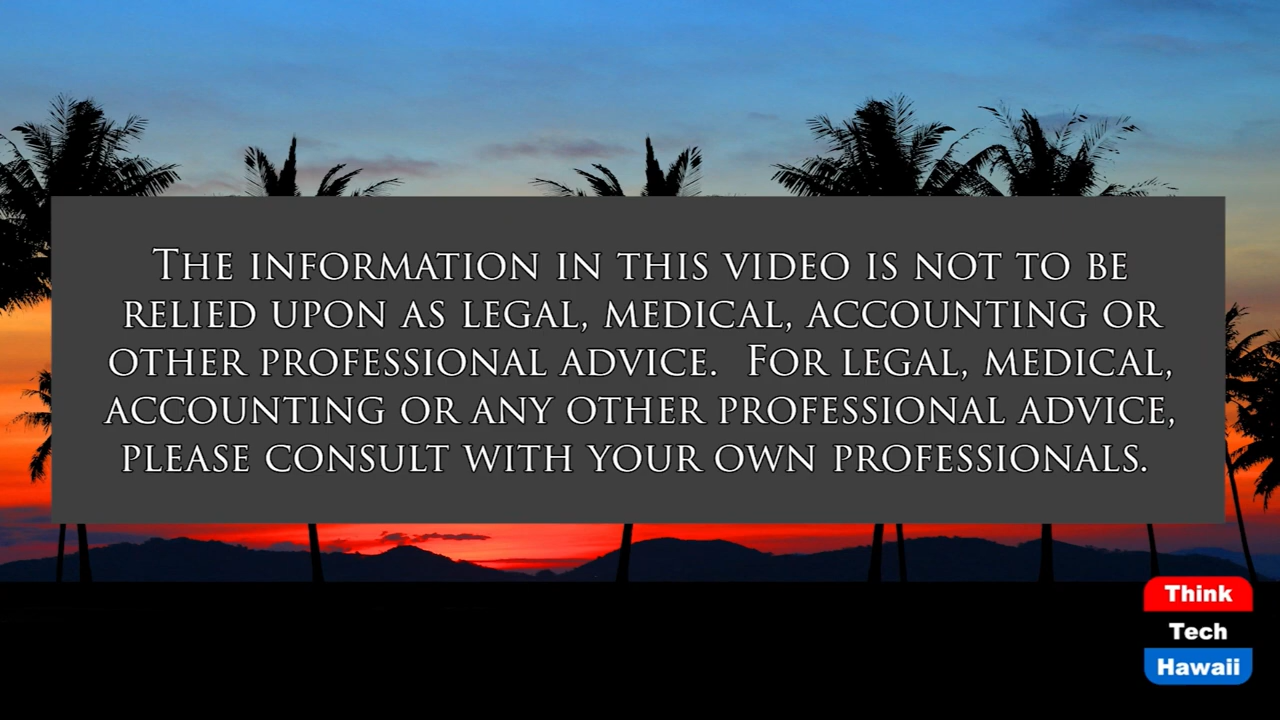 The information in this video is not to be
relied upon as legal, medical, accounting or
other professional advice.  For legal, medical,
accounting or any other professional advice,
please consult with your own professionals.
Think
Tech
Hawaii